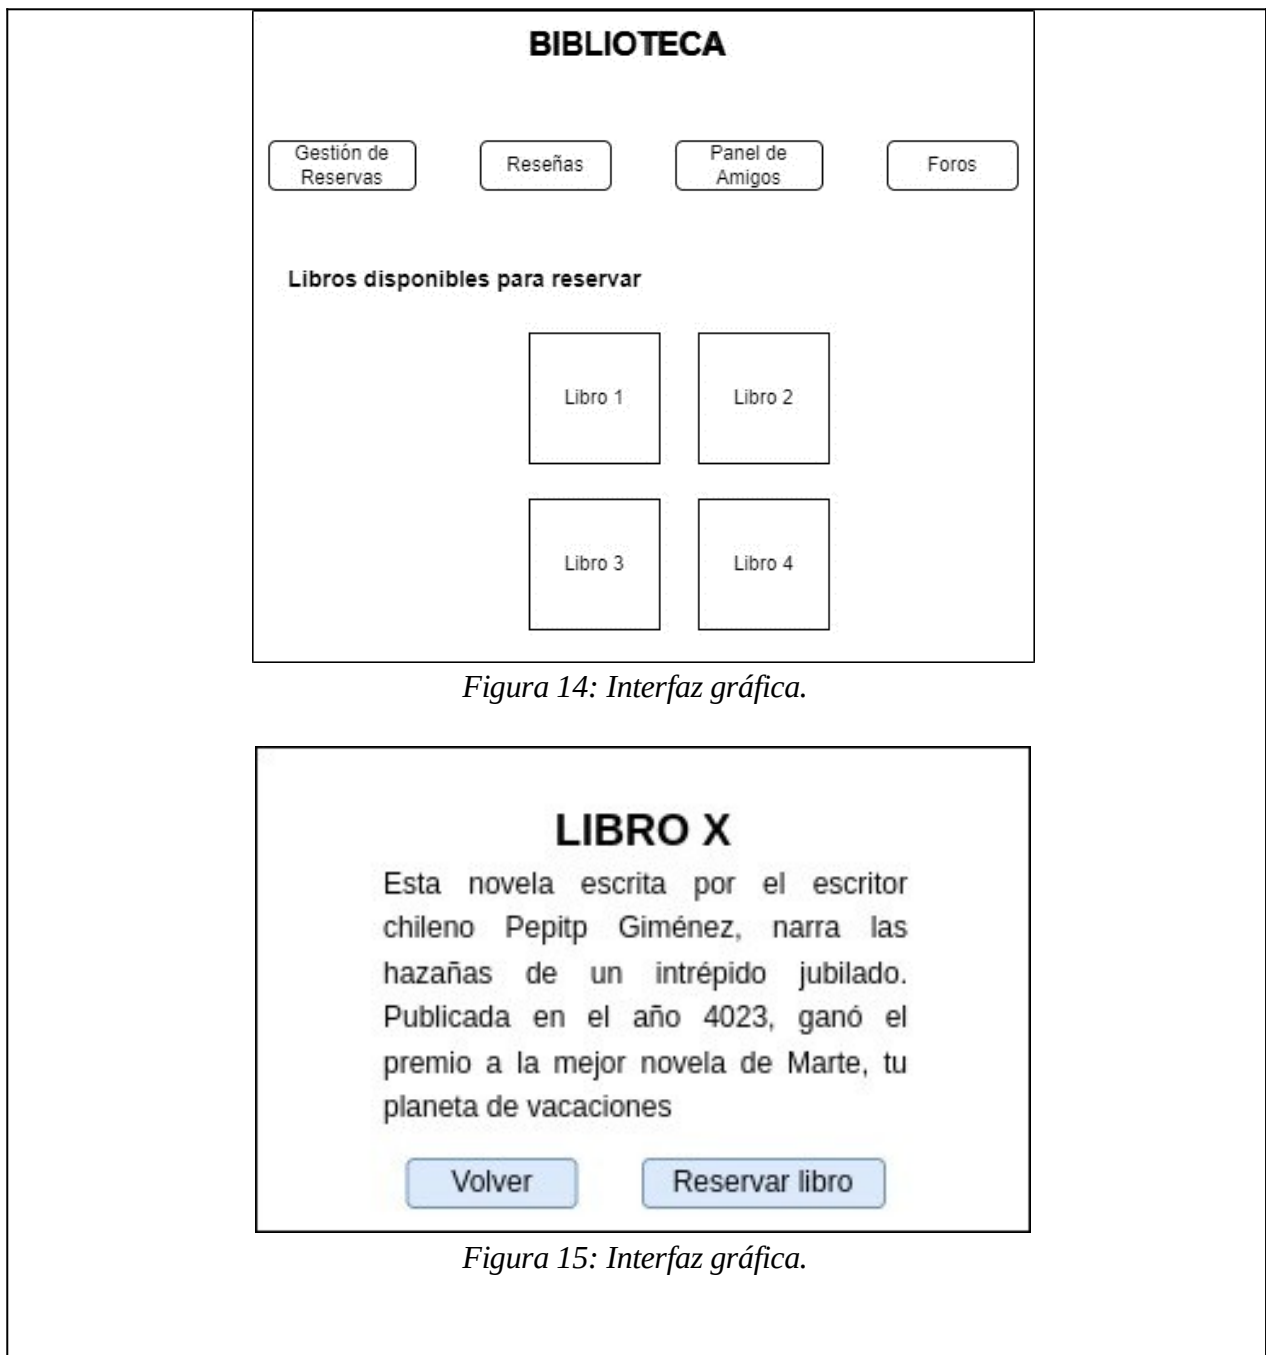 BIBLIOTECA
Gestión de
Reservas
Reseñas
Panel de
Amigos
Foros
Libros disponibles para reservar
Libro 1
Libro 2
Libro 3
Libro 4
Figura 14: Interfaz gráfica.
LIBRO X
Esta novela escrita por el escritor
chileno Pepitp Giménez, narra las
hazañas de un intrépido jubilado.
Publicada en el año 4023, ganó el
premio a la mejor novela de Marte, tu
planeta de vacaciones
Volver
Reservar libro
Figura 15: Interfaz gráfica.